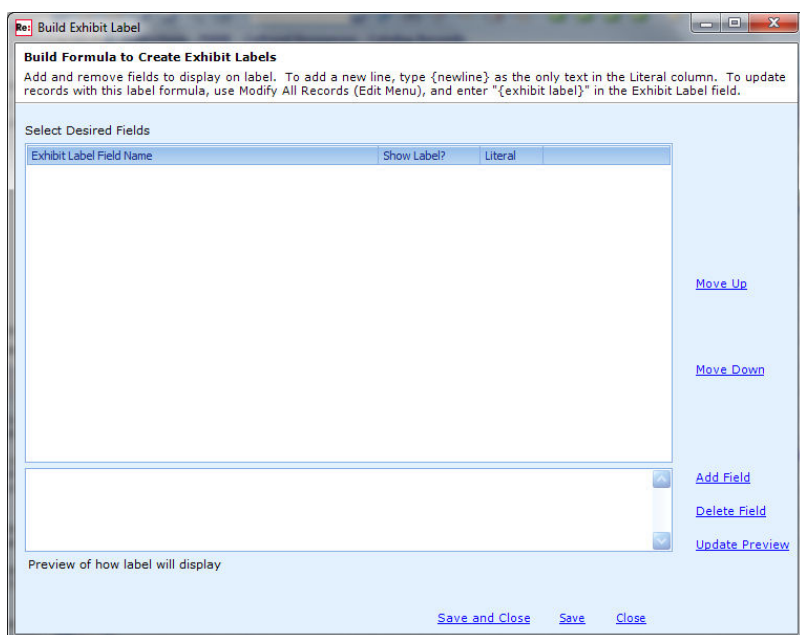 Re: Build Exhibit Label
Build Formula to Create Exhibit Labels
Add and remove fields to display on label. To add a new line, type {newline} as the only text in the Literal column. To update
records with this label formula, use Modify All Records (Edit Menu), and enter "{exhibit label}" in the Exhibit Label field.
Select Desired Fields
Exhibit Label Field Name Show Label? Literal
Move Up
Move Down
Add Field
Delete Field
Update Preview
Preview of how label will display
Save and Close Save Close